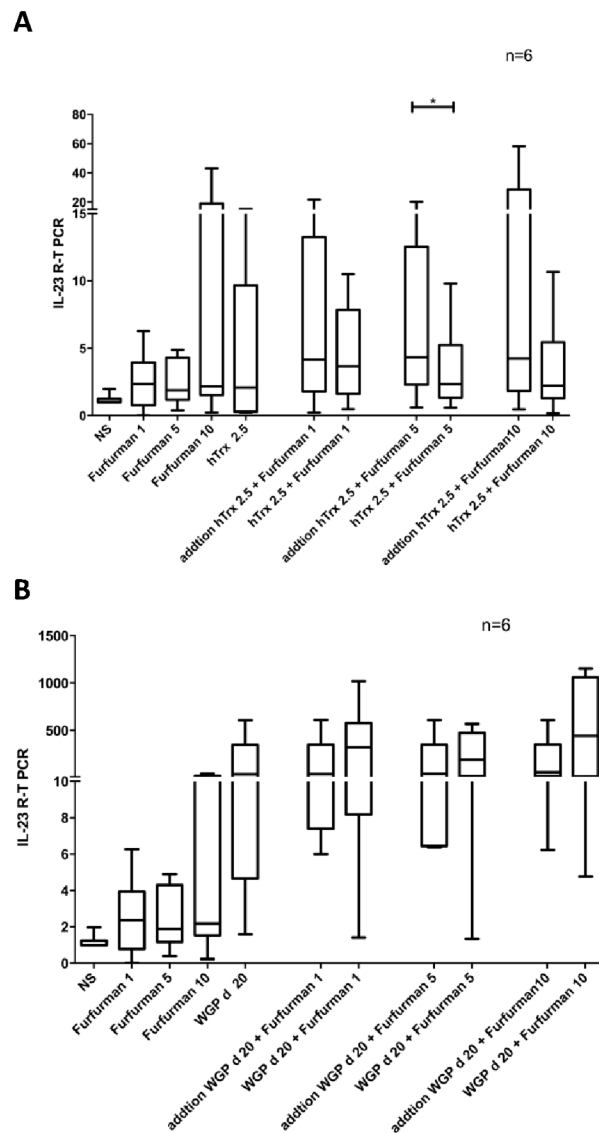 A
n=6
*
IL-23 R-T PCR
80
60
40
20
15
10
5
0
NS
Furfurman 1
Furfurman 5
Furfurman 10
hTrx 2.5
addtion hTrx 2.5 + Furfurman 1
hTrx 2.5 + Furfurman 1
addtion hTrx 2.5 + Furfurman 5
hTrx 2.5 + Furfurman 5
addtion hTrx 2.5 + Furfurman10
hTrx 2.5 + Furfurman 10
B
n=6
IL-23 R-T PCR
1500
1000
500
10
8
6
4
2
0
NS
Furfurman 1
Furfurman 5
Furfurman 10
WGP d 20
addtion WGP d 20 + Furfurman 1
WGP d 20 + Furfurman 1
addtion WGP d 20 + Furfurman 5
WGP d 20 + Furfurman 5
addtion WGP d 20 + Furfurman10
WGP d 20 + Furfurman 10